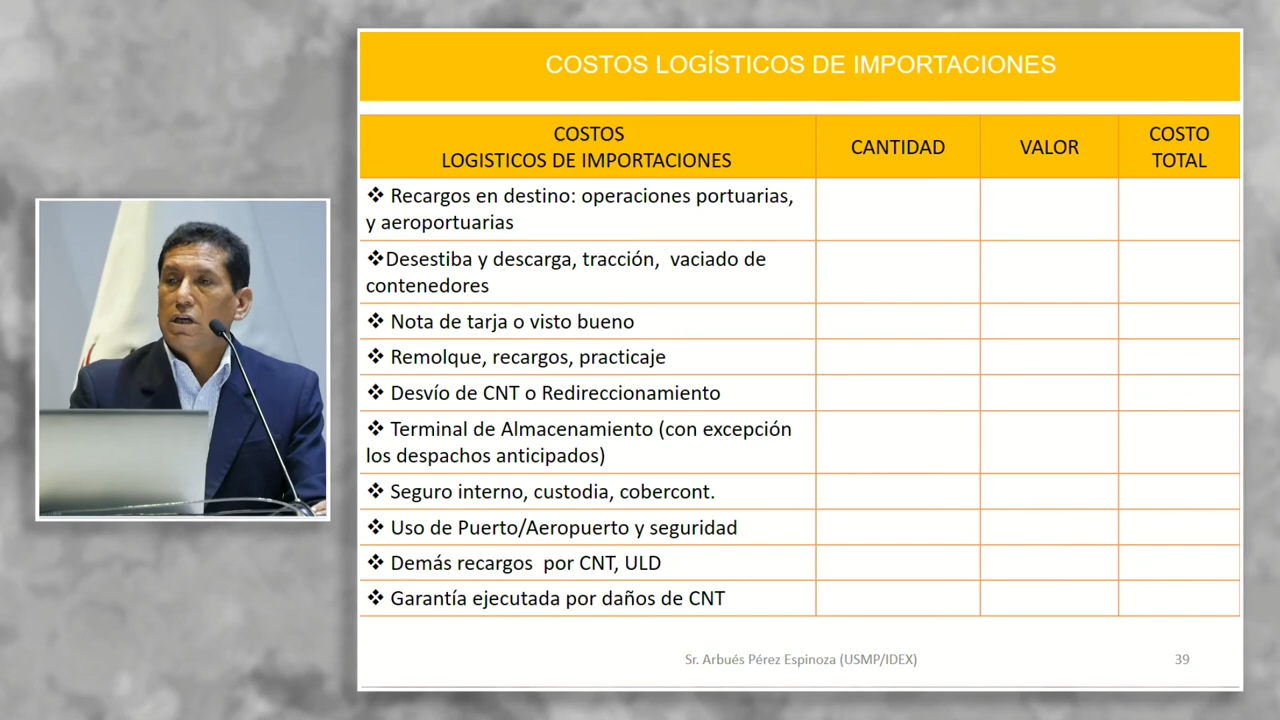 COSTOS LOGÍSTICOS DE IMPORTACIONES
COSTOS
LOGISTICOS DE IMPORTACIONES
CANTIDAD
VALOR
COSTO
TOTAL
❖ Recargos en destino: operaciones portuarias,
y aeroportuarias
❖Desestiba y descarga, tracción, vaciado de
contenedores
❖ Nota de tarja o visto bueno
❖ Remolque, recargos, practicaje
❖ Desvío de CNT o Redireccionamiento
❖ Terminal de Almacenamiento (con excepción
los despachos anticipados)
❖ Seguro interno, custodia, cobercont.
❖ Uso de Puerto/Aeropuerto y seguridad
❖ Demás recargos por CNT, ULD
❖ Garantía ejecutada por daños de CNT
Sr. Arbués Pérez Espinoza (USMP/IDEX)
39